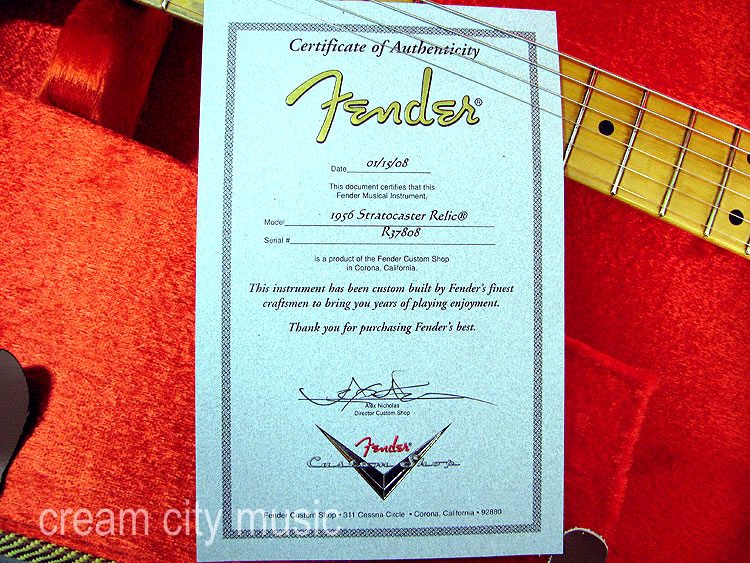 Certificate of Authenticity
Fender®
Date 01/15/08
This document certifies that this
Fender Musical Instrument,
Model 1956 Stratocaster Relic®
Serial # R37808
is a product of the Fender Custom Shop
in Corona, California.
This instrument has been custom built by Fender's finest
craftsmen to bring you years of playing enjoyment.
Thank you for purchasing Fender's best.
Alex Nicholas
Director Custom Shop
Fender®
Custom Shop
Fender Custom Shop • 311 Cessna Circle • Corona, California • 92880
cream city music